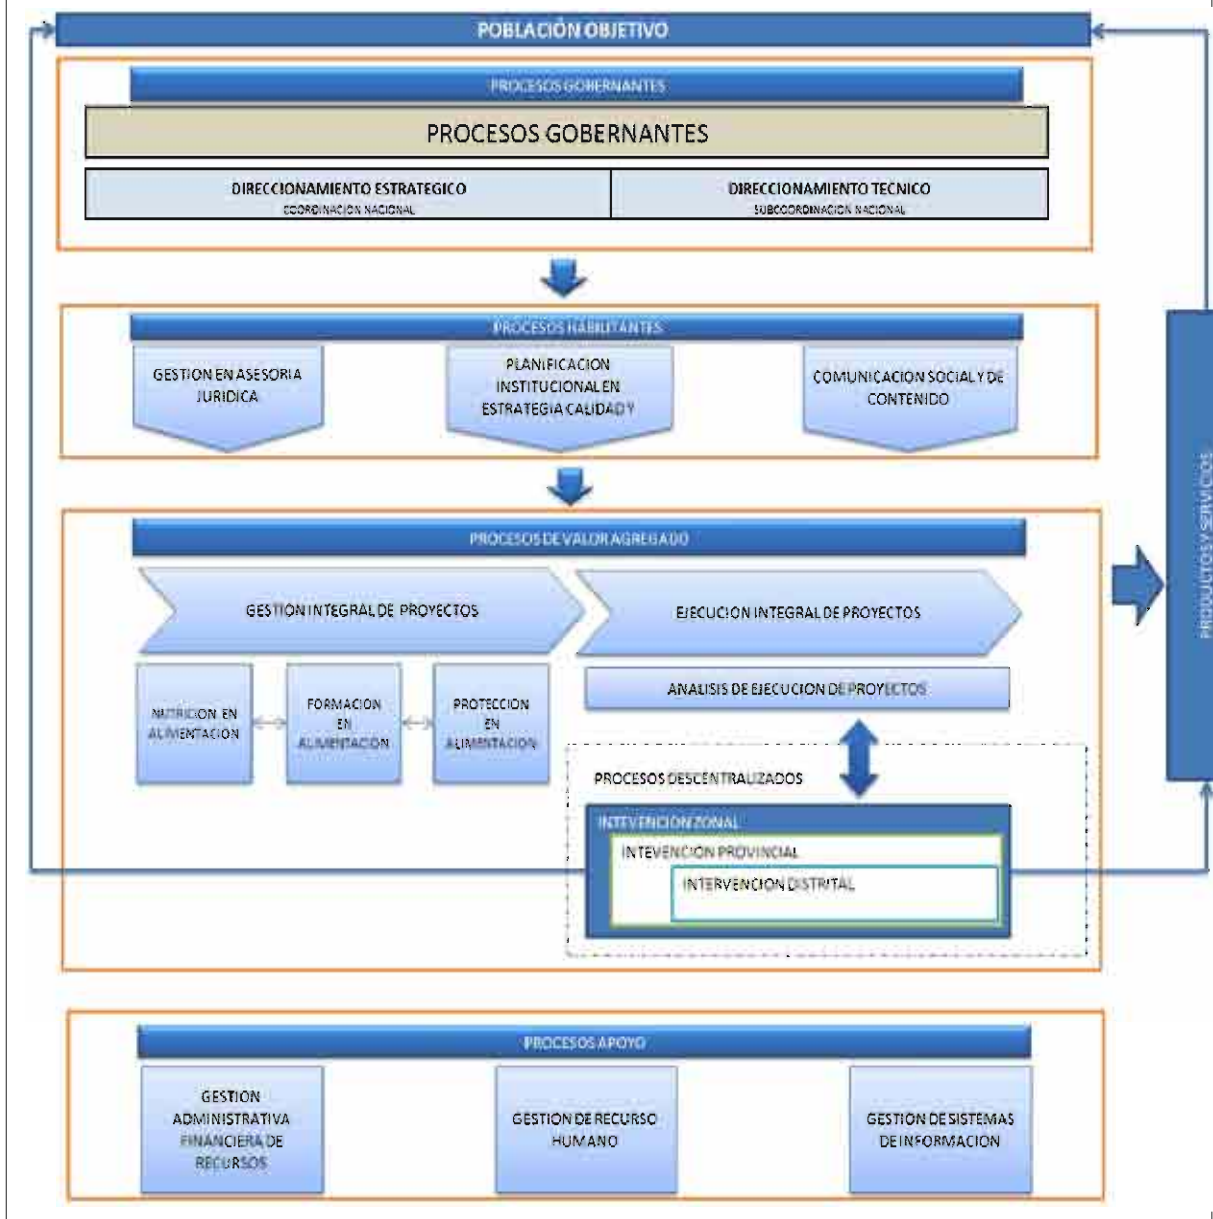 POBLACIÓN OBJETIVO
PROCESOS GOBERNANTES
PROCESOS GOBERNANTES
DIRECCIONAMIENTO ESTRATEGICO
COORDINACION NACIONAL
DIRECCIONAMIENTO TECNICO
SUBCOORDINACION NACIONAL
PROCESOS HABILITANTES
GESTION EN ASESORIA
JURIDICA
PLANIFICACION
INSTITUCIONAL EN
ESTRATEGIA CALIDAD Y
COMUNICACION SOCIAL Y DE
CONTENIDO
PROCESOS DE VALOR AGREGADO
GESTION INTEGRAL DE PROYECTOS
EJECUCION INTEGRAL DE PROYECTOS
NUTRICION EN
ALIMENTACION
FORMACION
EN
ALIMENTACION
PROTECCION
EN
ALIMENTACION
ANALISIS DE EJECUCION DE PROYECTOS
PROCESOS DESCENTRALIZADOS
INTEVENCION ZONAL
INTEVENCION PROVINCIAL
INTERVENCION DISTRITAL
PRODUCTOS Y SERVICIOS
PROCESOS APOYO
GESTION
ADMINISTRATIVA
FINANCIERA DE
RECURSOS
GESTION DE RECURSO
HUMANO
GESTION DE SISTEMAS
DE INFORMACION